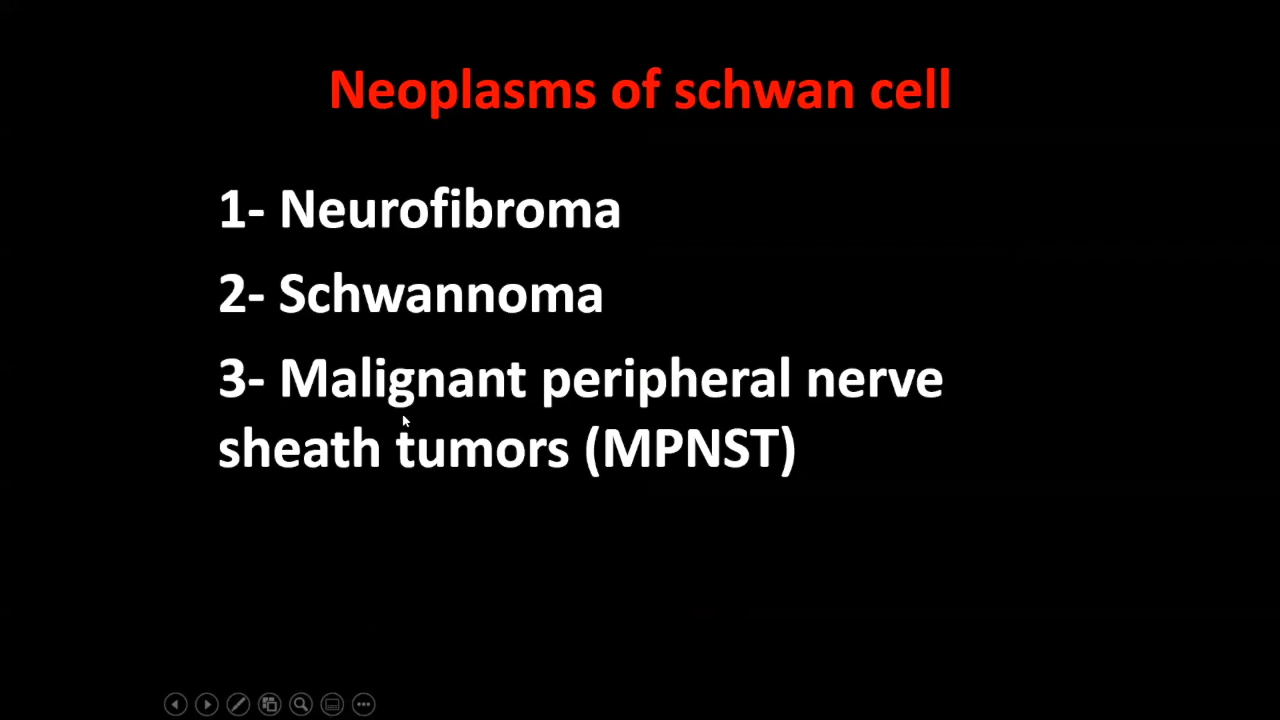 Neoplasms of schwan cell
1- Neurofibroma
2- Schwannoma
3- Malignant peripheral nerve
sheath tumors (MPNST)